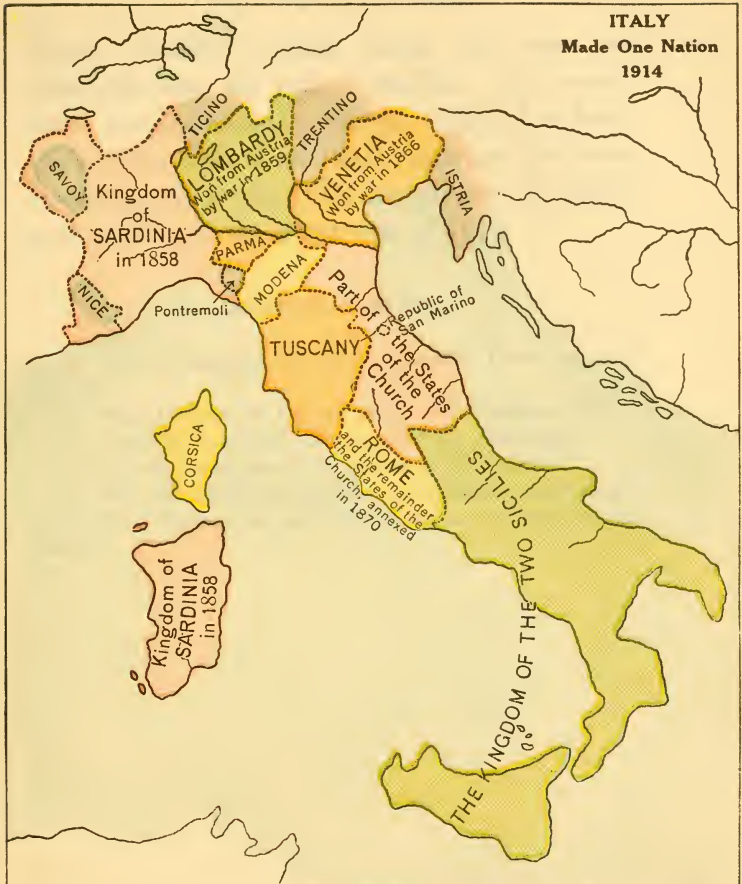 ITALY
Made One Nation
1914
TICINO
TRENTINO
LOMBARDY
Won from Austria
by war in 1859
VENETIA
Won from Austria
by war in 1866
ISTRIA
SAVOY
Kingdom
of
SARDINIA
in 1858
NICE
PARMA
MODENA
Pontremoli
Part of
the States
of the
Church
Republic of
San Marino
TUSCANY
CORSICA
ROME
and the remainder
the States of the
Church, annexed
in 1870
Kingdom of
SARDINIA
in 1858
THE KINGDOM OF THE TWO SICILIES